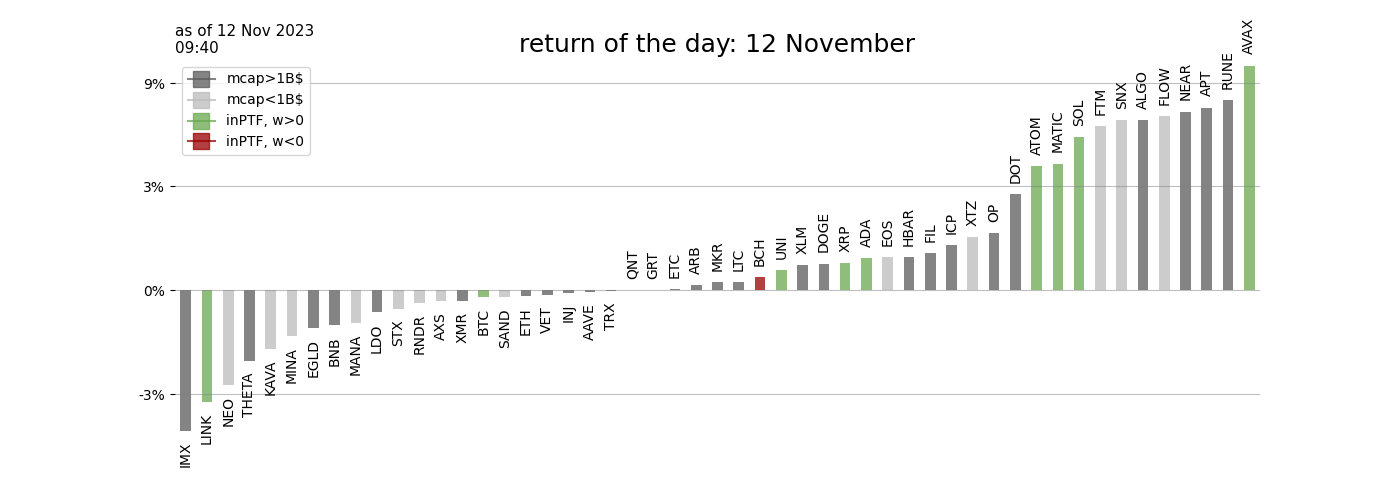 as of 12 Nov 2023
09:40
return of the day: 12 November
mcap>1B$
mcap<1B$
inPTF, w>0
inPTF, w<0
9%
3%
0%
-3%
IMX
LINK
NEO
THETA
KAVA
MINA
EGLD
BNB
MANA
LDO
STX
RNDR
AXS
XMR
BTC
SAND
ETH
VET
INJ
AAVE
TRX
QNT
GRT
ETC
ARB
MKR
LTC
BCH
UNI
XLM
DOGE
XRP
ADA
EOS
HBAR
FIL
ICP
XTZ
OP
DOT
ATOM
MATIC
SOL
FTM
SNX
ALGO
FLOW
NEAR
APT
RUNE
AVAX